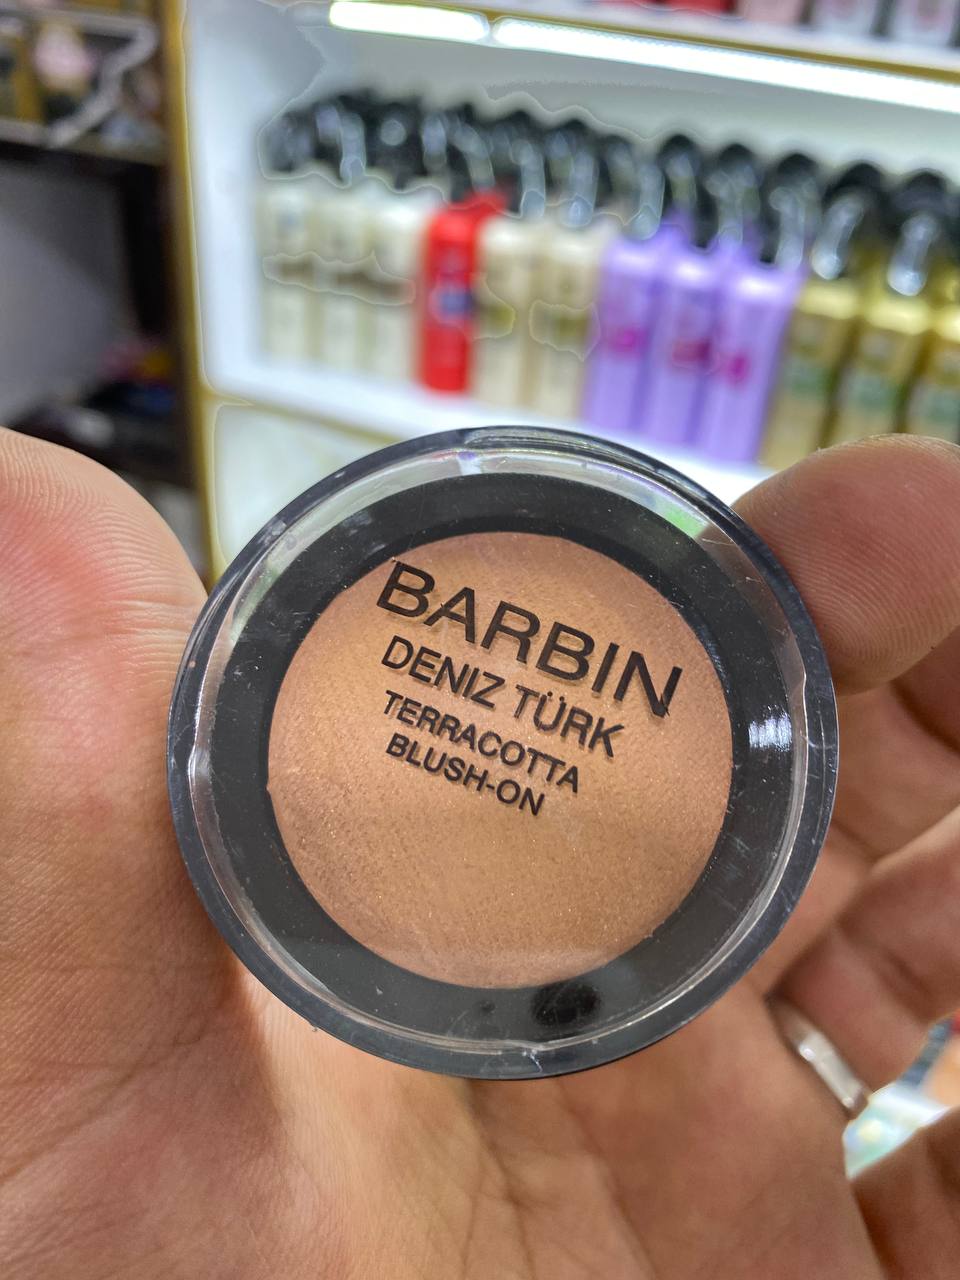 BARBIN
DENIZ TÜRK
TERRACOTTA
BLUSH-ON